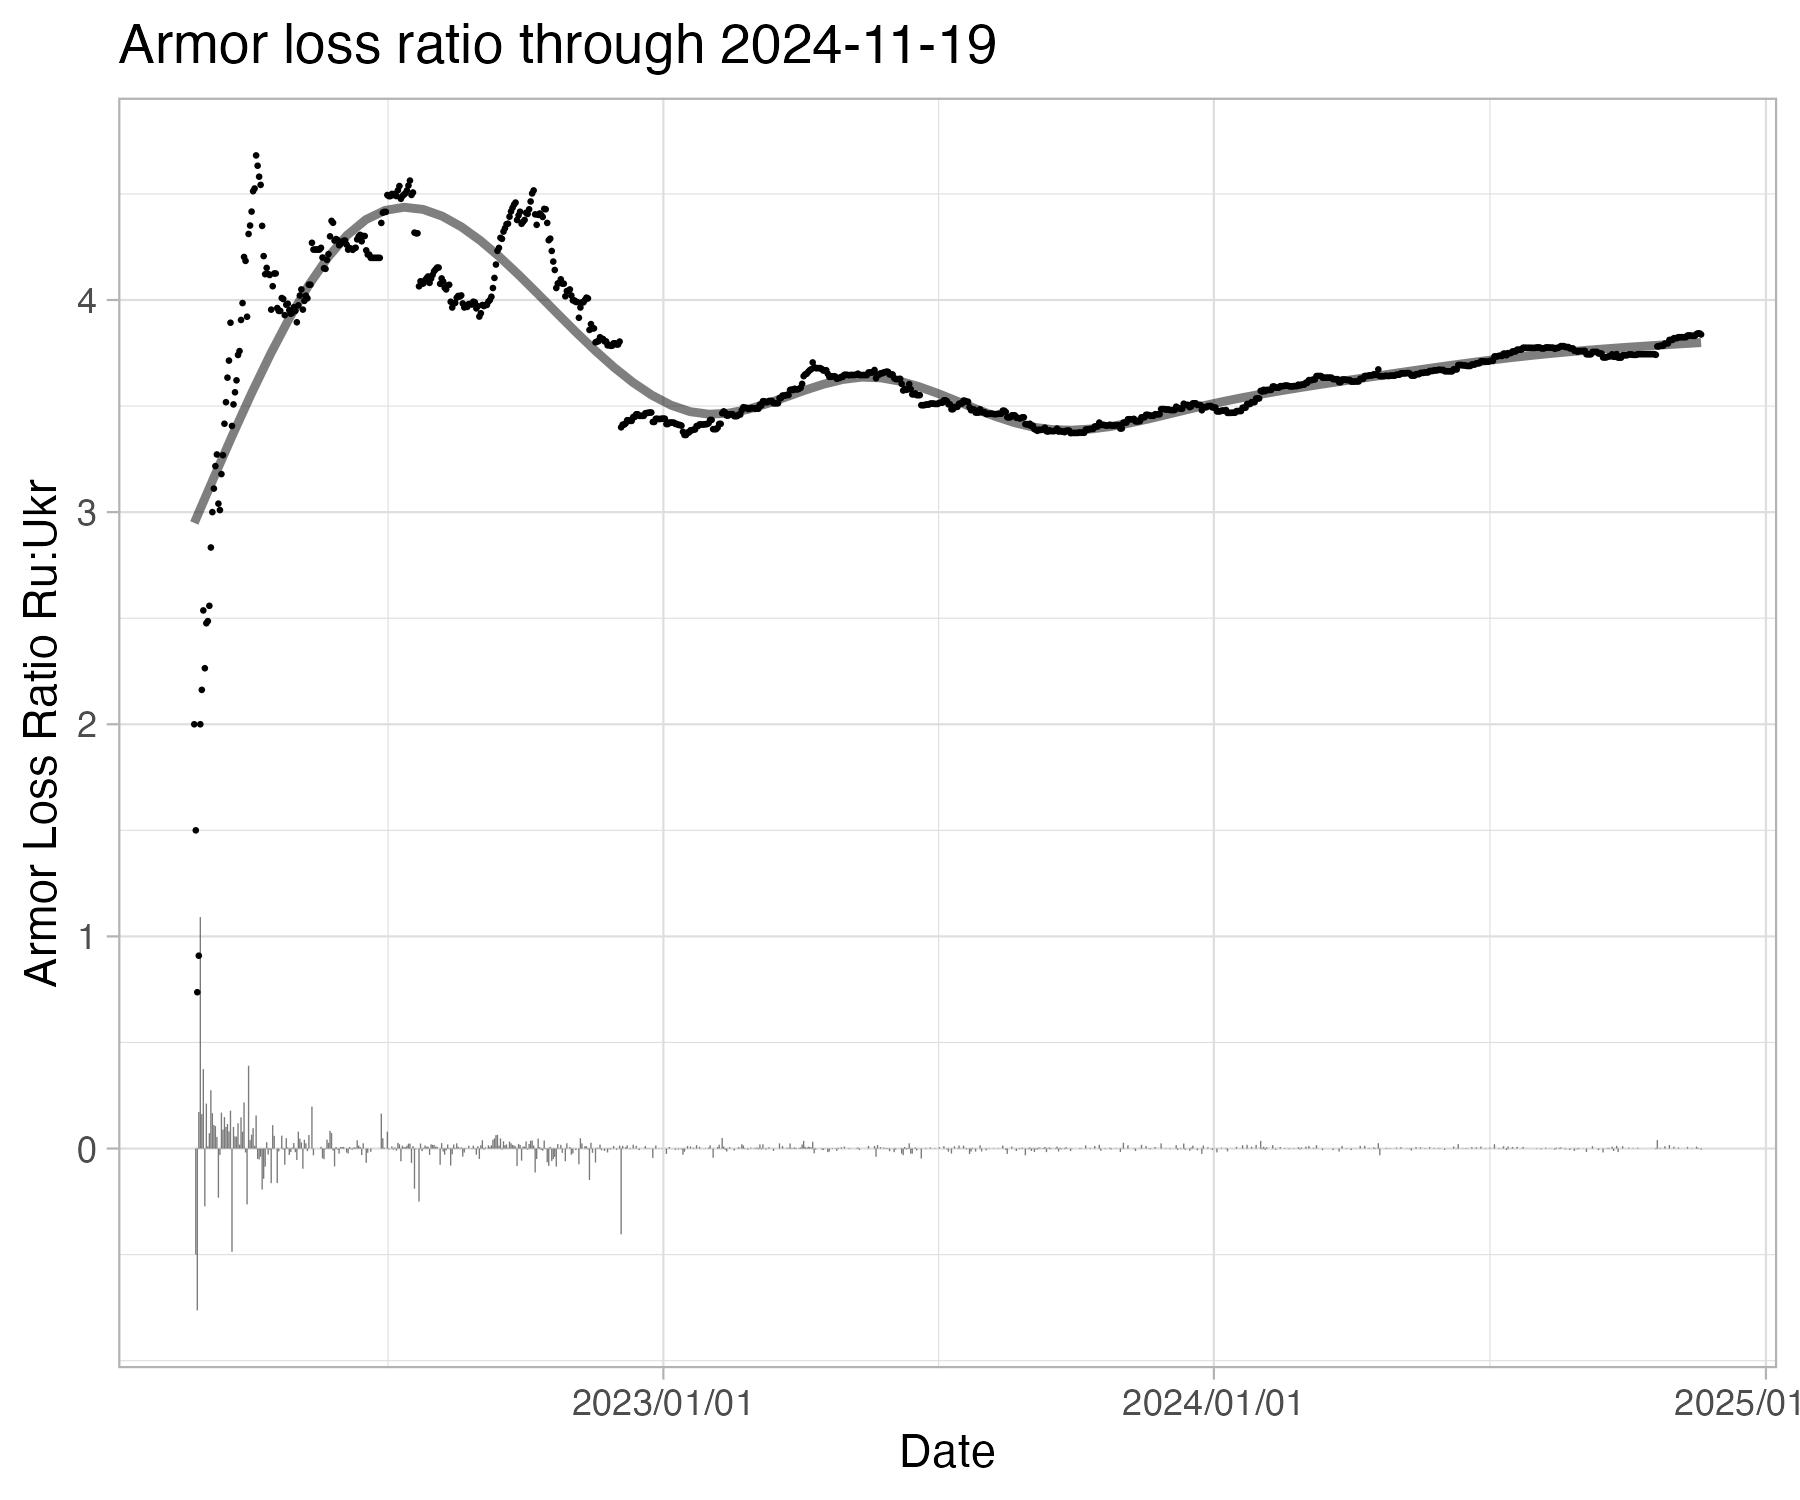 Armor loss ratio through 2024-11-19
Armor Loss Ratio Ru:Ukr
4
3
2
1
0
2023/01/01
2024/01/01
2025/01
Date